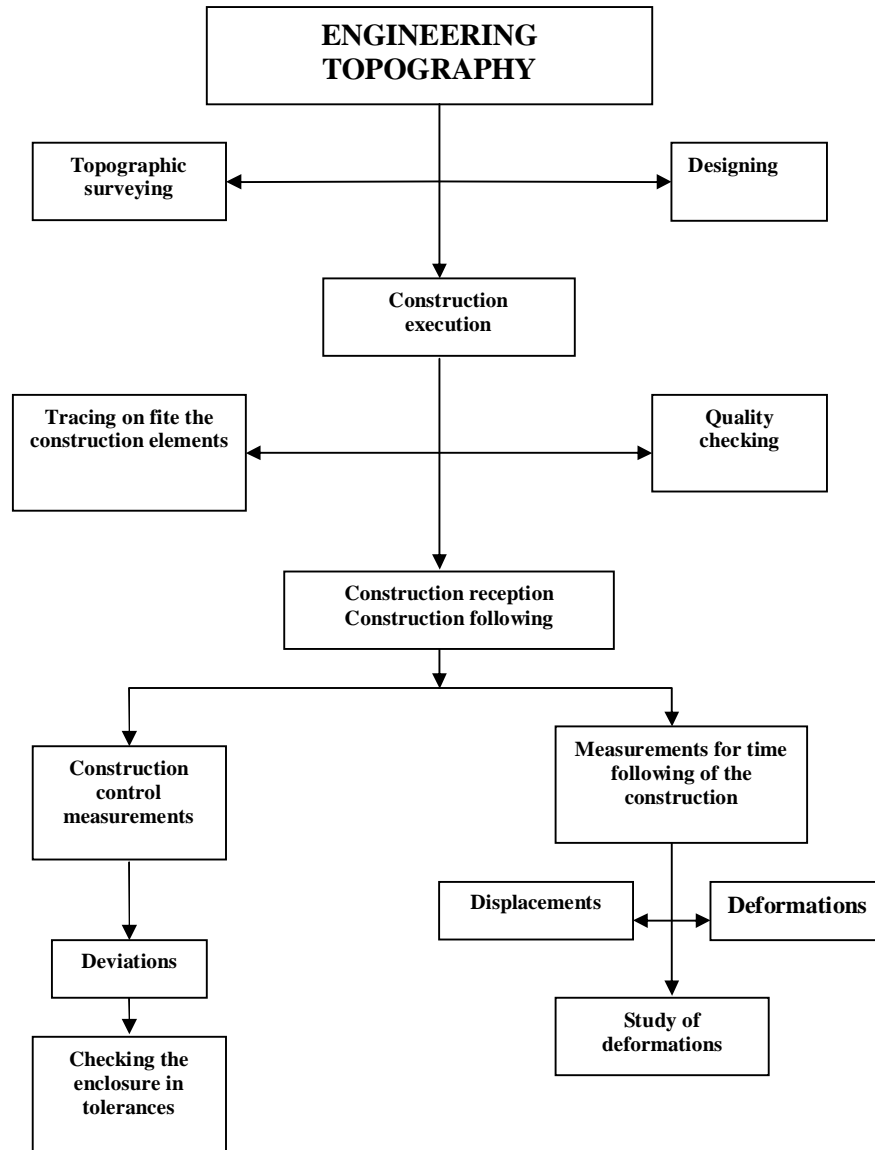 ENGINEERING
TOPOGRAPHY
Topographic
surveying
Designing
Construction
execution
Tracing on fite the
construction elements
Quality
checking
Construction reception
Construction following
Construction
control
measurements
Measurements for time
following of the
construction
Displacements
Deformations
Deviations
Study of
deformations
Checking the
enclosure in
tolerances